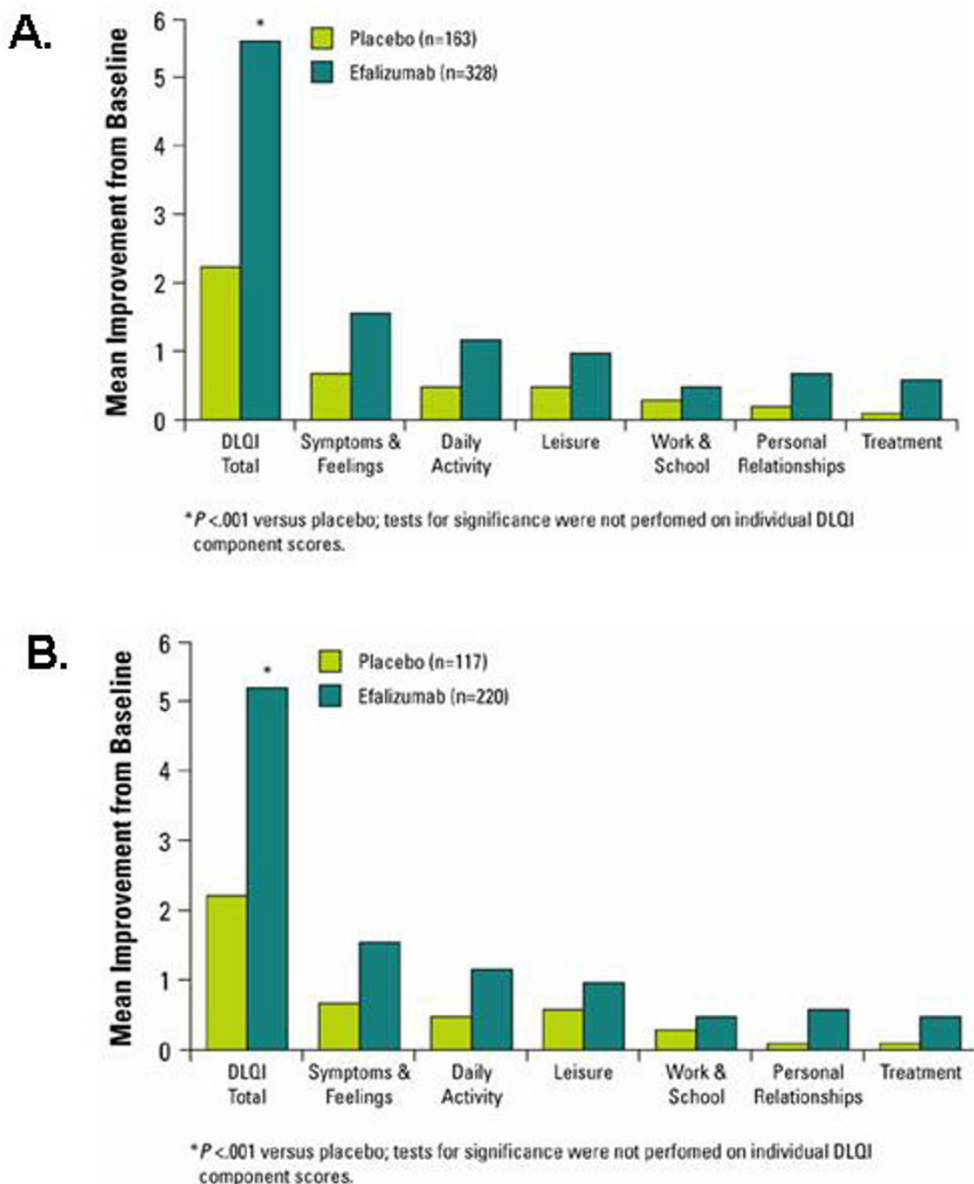 A.
Mean Improvement from Baseline
6
5
4
3
2
1
0
*
Placebo (n=163)
Efalizumab (n=328)
DLQI Total
Symptoms & Feelings
Daily Activity
Leisure
Work & School
Personal Relationships
Treatment
*P<.001 versus placebo; tests for significance were not perfomed on individual DLQI
component scores.
B.
Mean Improvement from Baseline
6
5
4
3
2
1
0
*
Placebo (n=117)
Efalizumab (n=220)
DLQI Total
Symptoms & Feelings
Daily Activity
Leisure
Work & School
Personal Relationships
Treatment
*P<.001 versus placebo; tests for significance were not perfomed on individual DLQI
component scores.